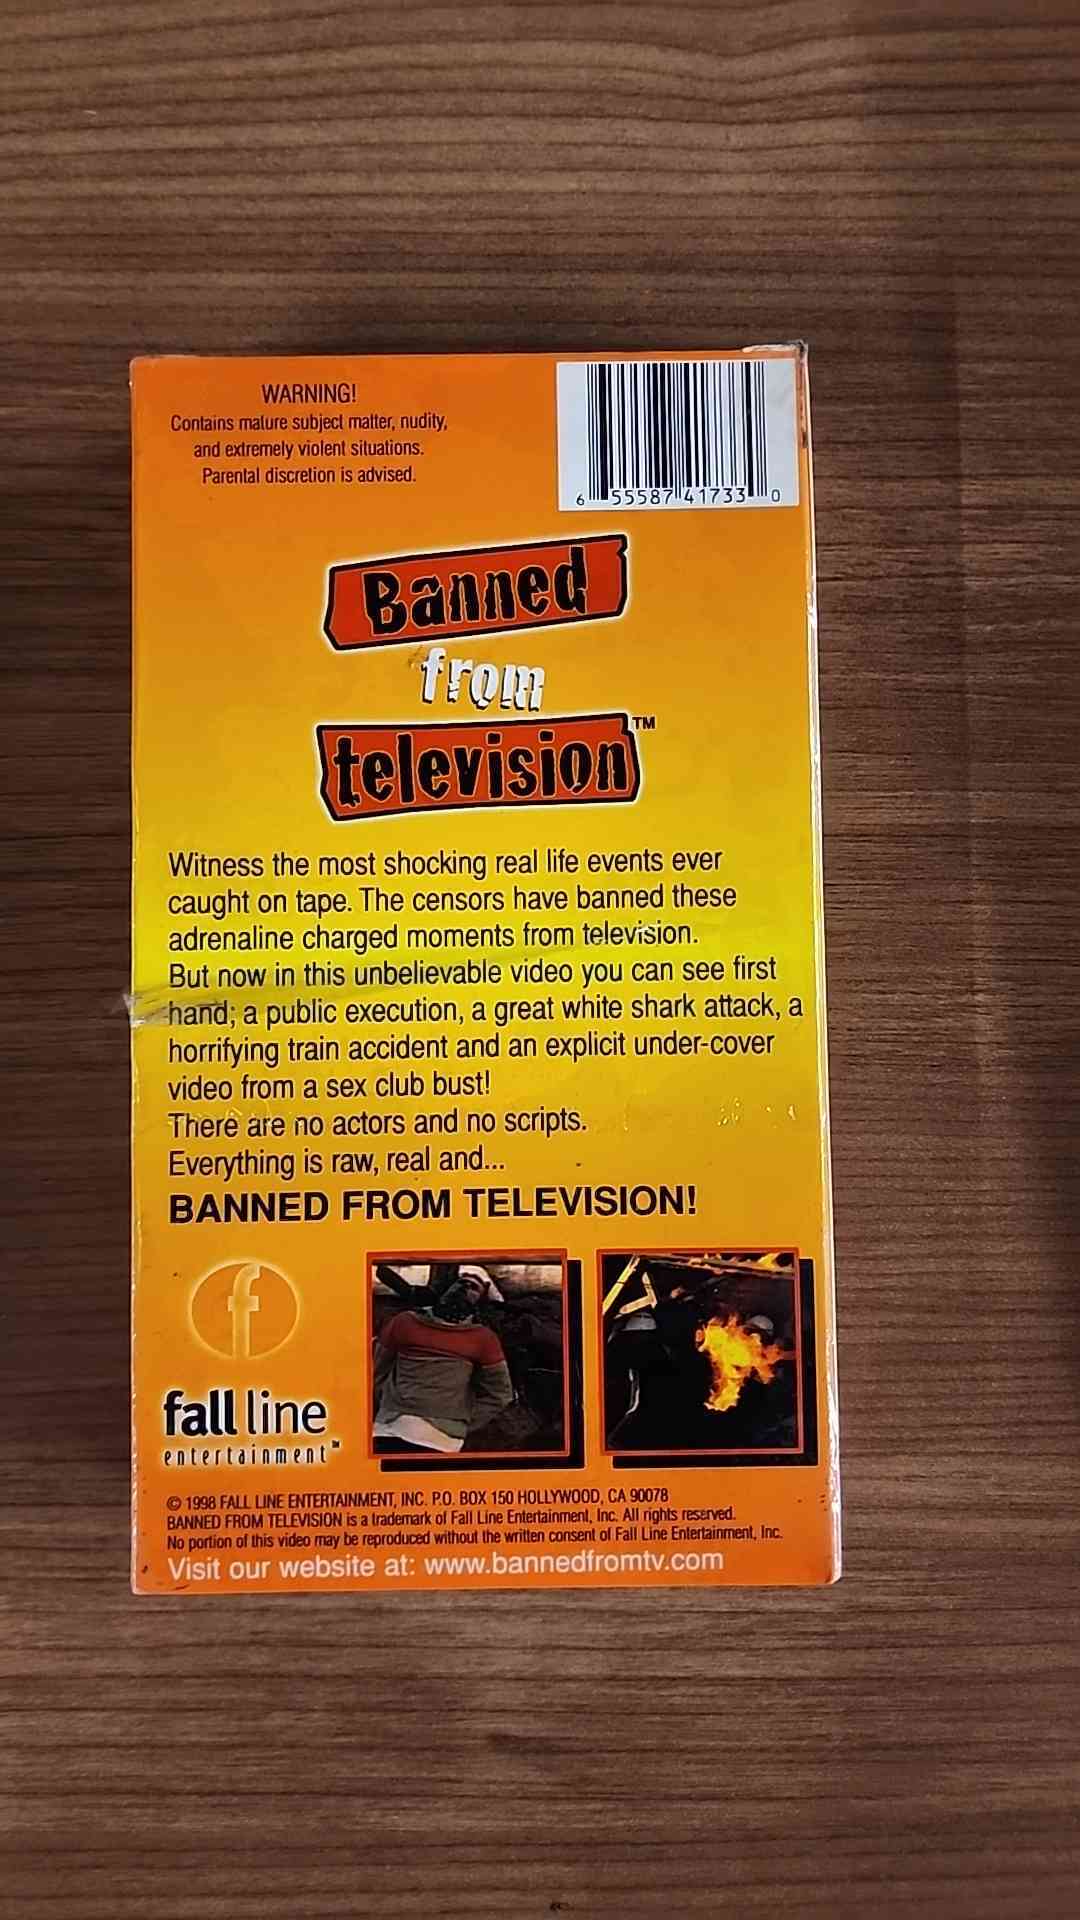 WARNING!
Contains mature subject matter, nudity,
and extremely violent situations.
Parental discretion is advised.
6 55587 41733 0
Banned
from
television™
Witness the most shocking real life events ever
caught on tape. The censors have banned these
adrenaline charged moments from television.
But now in this unbelievable video you can see first
hand; a public execution, a great white shark attack, a
horrifying train accident and an explicit under-cover
video from a sex club bust!
There are no actors and no scripts.
Everything is raw, real and...
BANNED FROM TELEVISION!
f
fall line
entertainment™
© 1998 FALL LINE ENTERTAINMENT, INC. P.O. BOX 150 HOLLYWOOD, CA 90078
BANNED FROM TELEVISION is a trademark of Fall Line Entertainment, Inc. All rights reserved.
No portion of this video may be reproduced without the written consent of Fall Line Entertainment, Inc.
Visit our website at: www.bannedfromtv.com